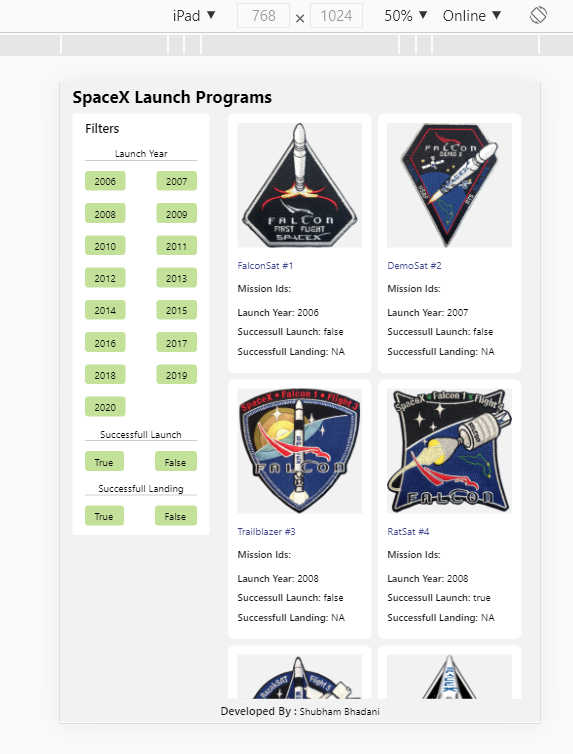 iPad ▼ 768 × 1024 50% ▼ Online ▼
SpaceX Launch Programs
Filters
Launch Year
2006 2007
2008 2009
2010 2011
2012 2013
2014 2015
2016 2017
2018 2019
2020
Successfull Launch
True False
Successfull Landing
True False
FALCON
FIRST FLIGHT
SPACEX
FalconSat #1
Mission Ids:
Launch Year: 2006
Successull Launch: false
Successfull Landing: NA
FALCON
DEMO 2
DemoSat #2
Mission Ids:
Launch Year: 2007
Successull Launch: false
Successfull Landing: NA
SpaceX • Falcon 1 • Flight 3
FALCON
Trailblazer #3
Mission Ids:
Launch Year: 2008
Successull Launch: false
Successfull Landing: NA
SpaceX Falcon 1 Flight 4
FALCON
RatSat #4
Mission Ids:
Launch Year: 2008
Successull Launch: true
Successfull Landing: NA
RazakSAT Flight 5
Developed By : Shubham Bhadani